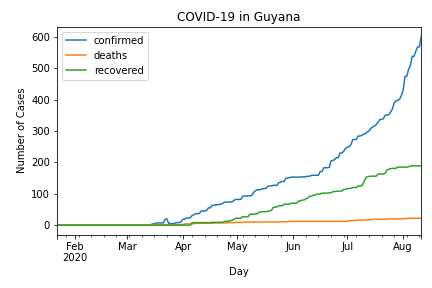 COVID-19 in Guyana
confirmed
deaths
recovered
Number of Cases
600
500
400
300
200
100
0
Feb
2020
Mar
Apr
May
Jun
Jul
Aug
Day